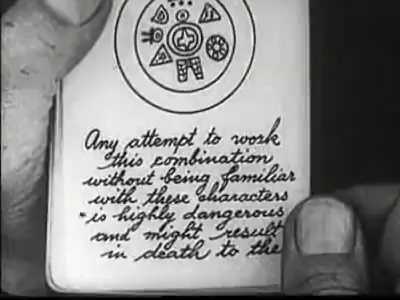 Any attempt to work
this combination
without being familiar
with these characters
is highly dangerous
and might result
in death to the